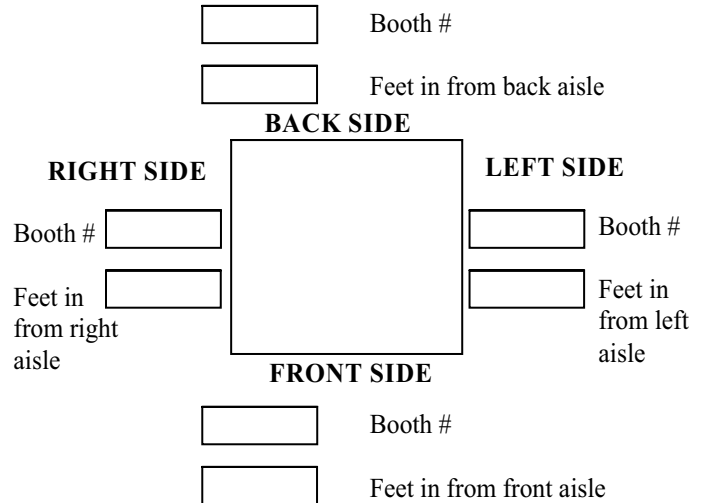 Booth #
Feet in from back aisle
BACK SIDE
RIGHT SIDE
LEFT SIDE
Booth #
Booth #
Feet in
from right
aisle
Feet in
from left
aisle
FRONT SIDE
Booth #
Feet in from front aisle